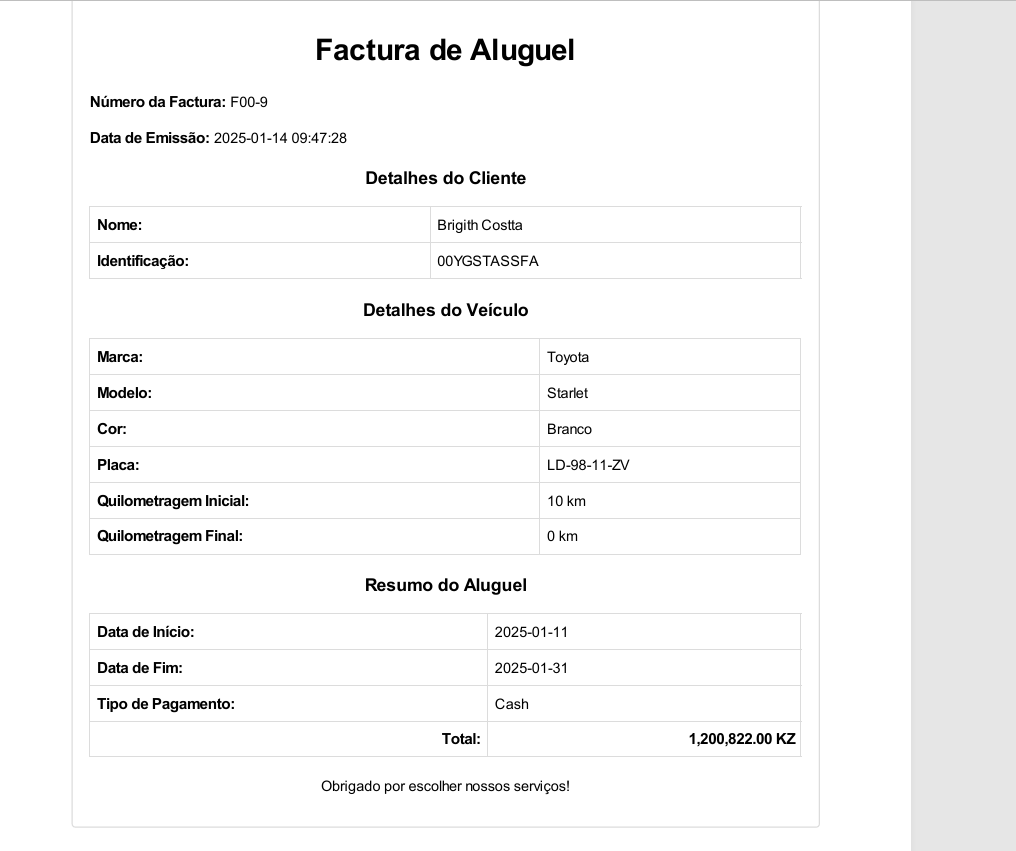 Factura de Aluguel
Número da Factura: F00-9
Data de Emissão: 2025-01-14 09:47:28
Detalhes do Cliente
Nome: Brigith Costta
Identificação: 00YGSTASSFA
Detalhes do Veículo
Marca: Toyota
Modelo: Starlet
Cor: Branco
Placa: LD-98-11-ZV
Quilometragem Inicial: 10 km
Quilometragem Final: 0 km
Resumo do Aluguel
Data de Início: 2025-01-11
Data de Fim: 2025-01-31
Tipo de Pagamento: Cash
Total: 1,200,822.00 KZ
Obrigado por escolher nossos serviços!